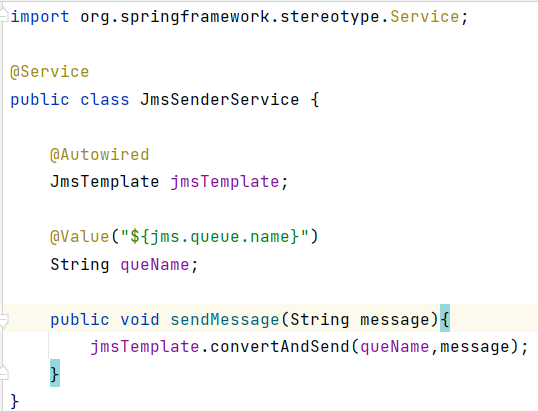 import org.springframework.stereotype.Service;
@Service
public class JmsSenderService {
@Autowired
JmsTemplate jmsTemplate;
@Value("${jms.queue.name}")
String queName;
public void sendMessage(String message){
jmsTemplate.convertAndSend(queName,message);
}
}